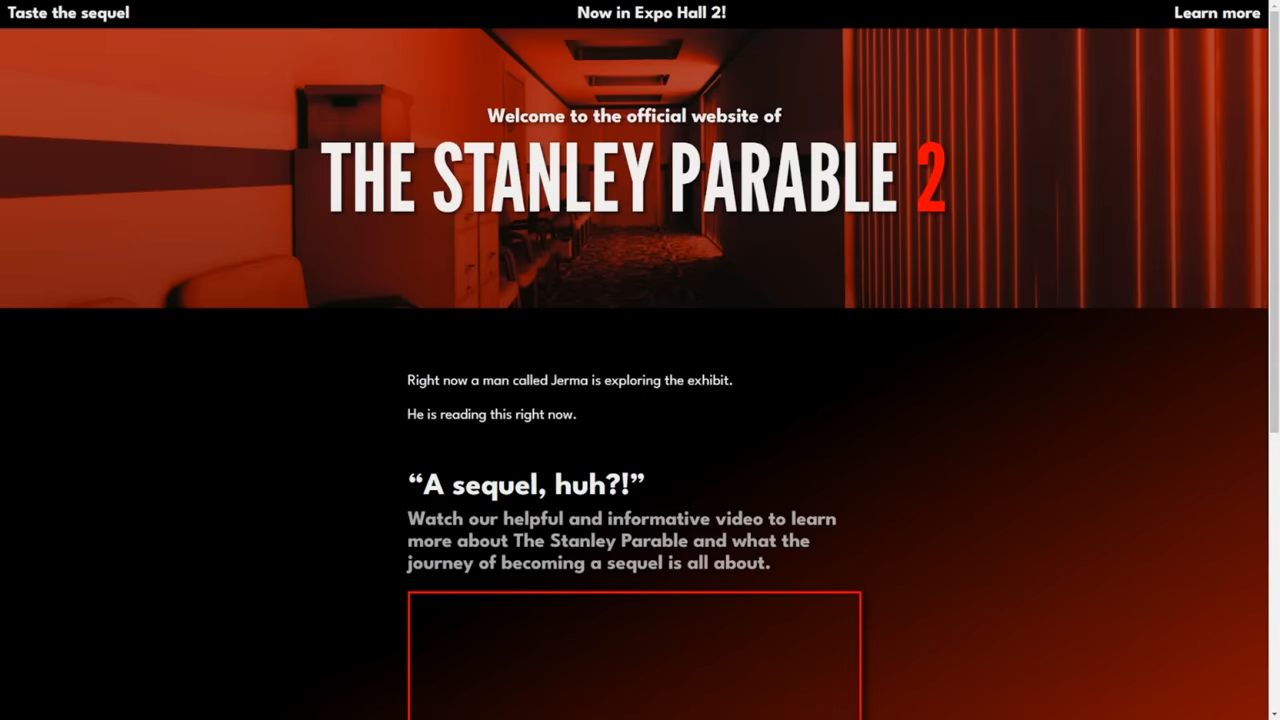 Taste the sequel
Now in Expo Hall 2!
Learn more
Welcome to the official website of
THE STANLEY PARABLE 2
Right now a man called Jerma is exploring the exhibit.
He is reading this right now.
“A sequel, huh?!”
Watch our helpful and informative video to learn
more about The Stanley Parable and what the
journey of becoming a sequel is all about.